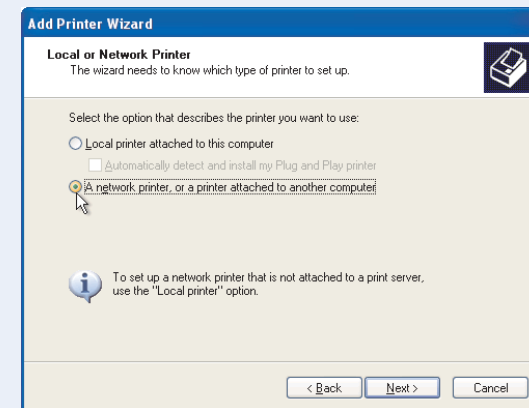 Add Printer Wizard
Local or Network Printer
The wizard needs to know which type of printer to set up.
Select the option that describes the printer you want to use:
Local printer attached to this computer
Automatically detect and install my Plug and Play printer
A network printer, or a printer attached to another computer
To set up a network printer that is not attached to a print server,
use the "Local printer" option.
< Back Next > Cancel